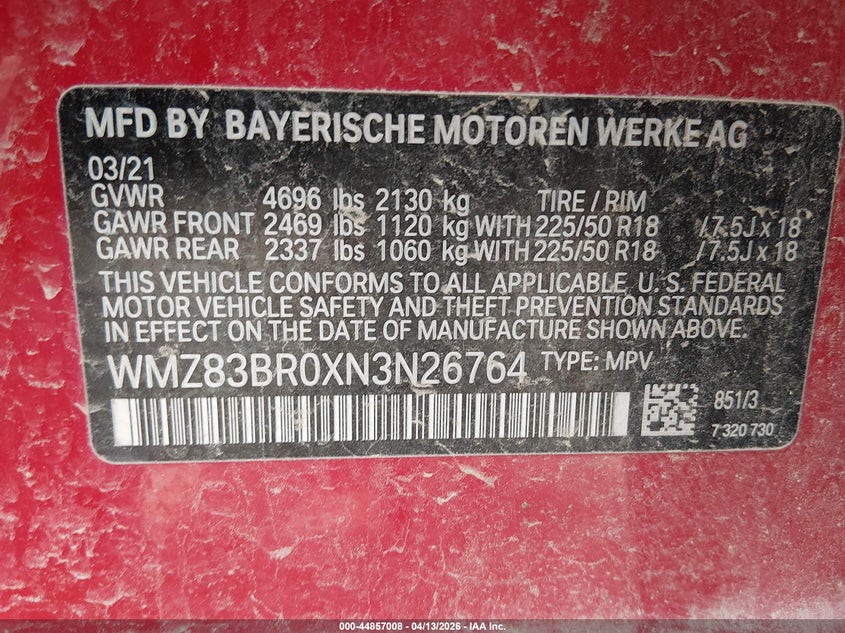 MFD BY BAYERISCHE MOTOREN WERKE AG
03/21
GVWR 4696 lbs 2130 kg TIRE / RIM
GAWR FRONT 2469 lbs 1120 kg WITH 225/50 R18 / 7.5J x 18
GAWR REAR 2337 lbs 1060 kg WITH 225/50 R18 / 7.5J x 18
THIS VEHICLE CONFORMS TO ALL APPLICABLE U. S. FEDERAL
MOTOR VEHICLE SAFETY AND THEFT PREVENTION STANDARDS
IN EFFECT ON THE DATE OF MANUFACTURE SHOWN ABOVE.
WMZ83BR0XN3N26764 TYPE: MPV
851/3
7 320 730
000-44857008 - 04/13/2026 - IAA Inc.